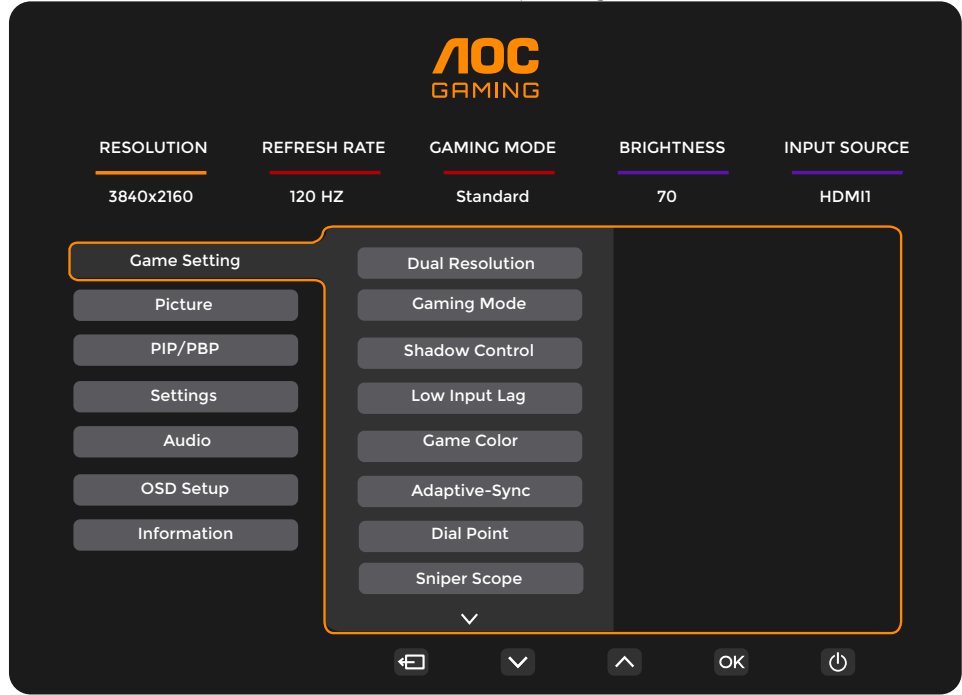 AOC
GAMING
RESOLUTION REFRESH RATE GAMING MODE BRIGHTNESS INPUT SOURCE
3840x2160 120 HZ Standard 70 HDMI1
Game Setting
Picture
PIP/PBP
Settings
Audio
OSD Setup
Information
Dual Resolution
Gaming Mode
Shadow Control
Low Input Lag
Game Color
Adaptive-Sync
Dial Point
Sniper Scope
OK